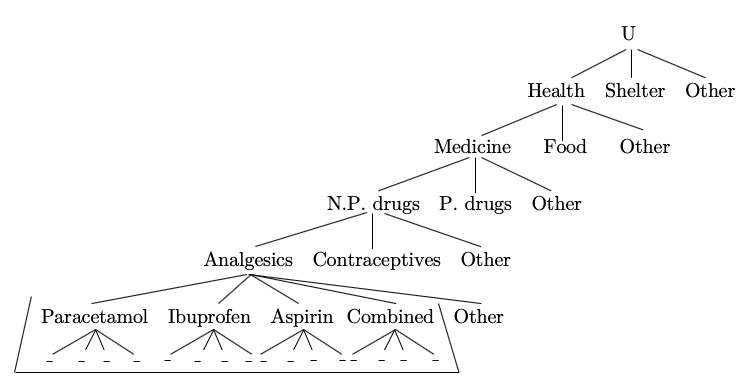 U
Health Shelter Other
Medicine Food Other
N.P. drugs P. drugs Other
Analgesics Contraceptives Other
Paracetamol Ibuprofen Aspirin Combined Other